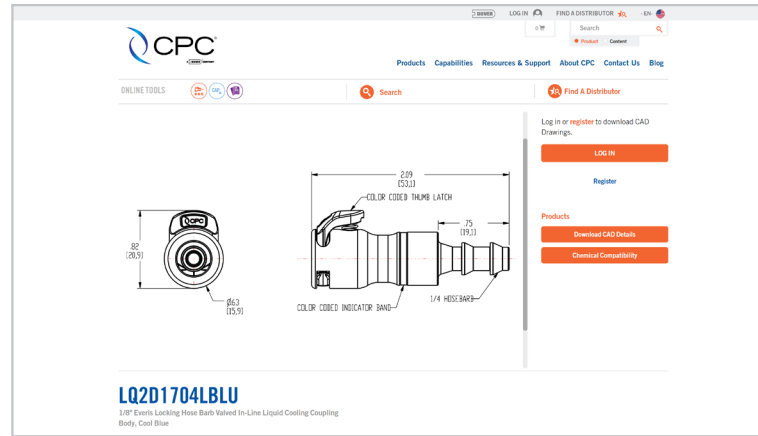 DOVER
LOG IN
FIND A DISTRIBUTOR
- EN-
CPC
0
Search
Product
Content
Products
Capabilities
Resources & Support
About CPC
Contact Us
Blog
ONLINE TOOLS
Search
Find A Distributor
Log in or register to download CAD
Drawings.
LOG IN
Register
Products
Download CAD Details
Chemical Compatibility
2.09
[53,1]
COLOR CODED THUMB LATCH
.75
[19,1]
CPC
.82
[20,9]
Ø.63
[15,9]
COLOR CODED INDICATOR BAND
1/4 HOSEBARB
LQ2D1704LBLU
1/8" Everis Locking Hose Barb Valved In-Line Liquid Cooling Coupling
Body, Cool Blue